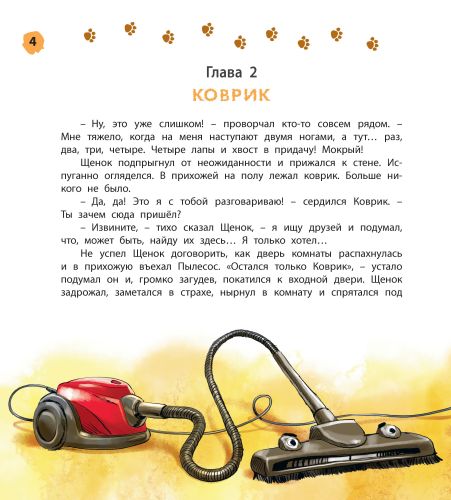 4
Глава 2
КОВРИК
– Ну, это уже слишком! – проворчал кто-то совсем рядом. –
Мне тяжело, когда на меня наступают двумя ногами, а тут... раз,
два, три, четыре. Четыре лапы и хвост в придачу! Мокрый!
Щенок подпрыгнул от неожиданности и прижался к стене. Ис-
пуганно огляделся. В прихожей на полу лежал коврик. Больше ни-
кого не было.
– Да, да! Это я с тобой разговариваю! – сердился Коврик. –
Ты зачем сюда пришёл?
– Извините, – тихо сказал Щенок, – я ищу друзей и подумал,
что, может быть, найду их здесь... Я только хотел...
Не успел Щенок договорить, как дверь комнаты распахнулась
и в прихожую въехал Пылесос. «Остался только Коврик», – устало
подумал он и, громко загудев, покатился к входной двери. Щенок
задрожал, заметался в страхе, нырнул в комнату и спрятался под